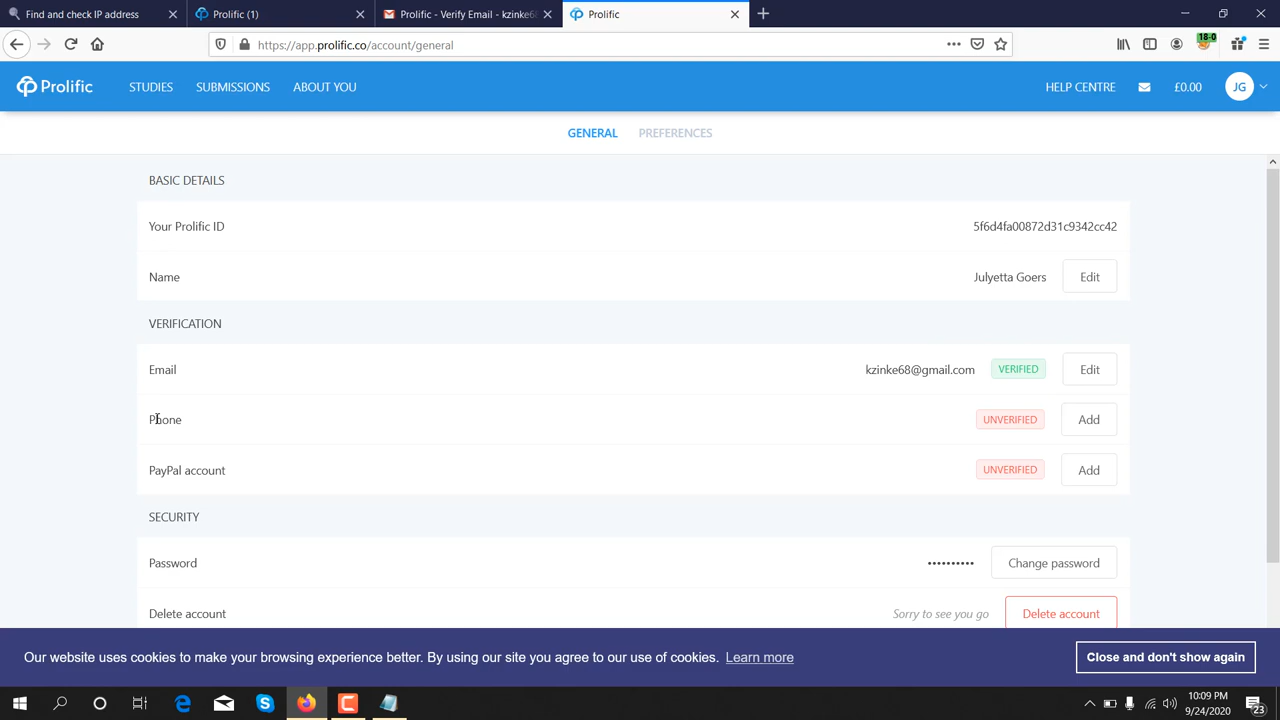 Find and check IP address
Prolific (1)
Prolific - Verify Email - kzinke6
Prolific
https://app.prolific.co/account/general
18-0
Prolific
STUDIES
SUBMISSIONS
ABOUT YOU
HELP CENTRE
£0.00
JG
GENERAL
PREFERENCES
BASIC DETAILS
Your Prolific ID
5f6d4fa00872d31c9342cc42
Name
Julyetta Goers
Edit
VERIFICATION
Email
kzinke68@gmail.com
VERIFIED
Edit
Phone
UNVERIFIED
Add
PayPal account
UNVERIFIED
Add
SECURITY
Password
••••••••••
Change password
Delete account
Sorry to see you go
Delete account
Our website uses cookies to make your browsing experience better. By using our site you agree to our use of cookies. Learn more
Close and don't show again
10:09 PM
9/24/2020
23